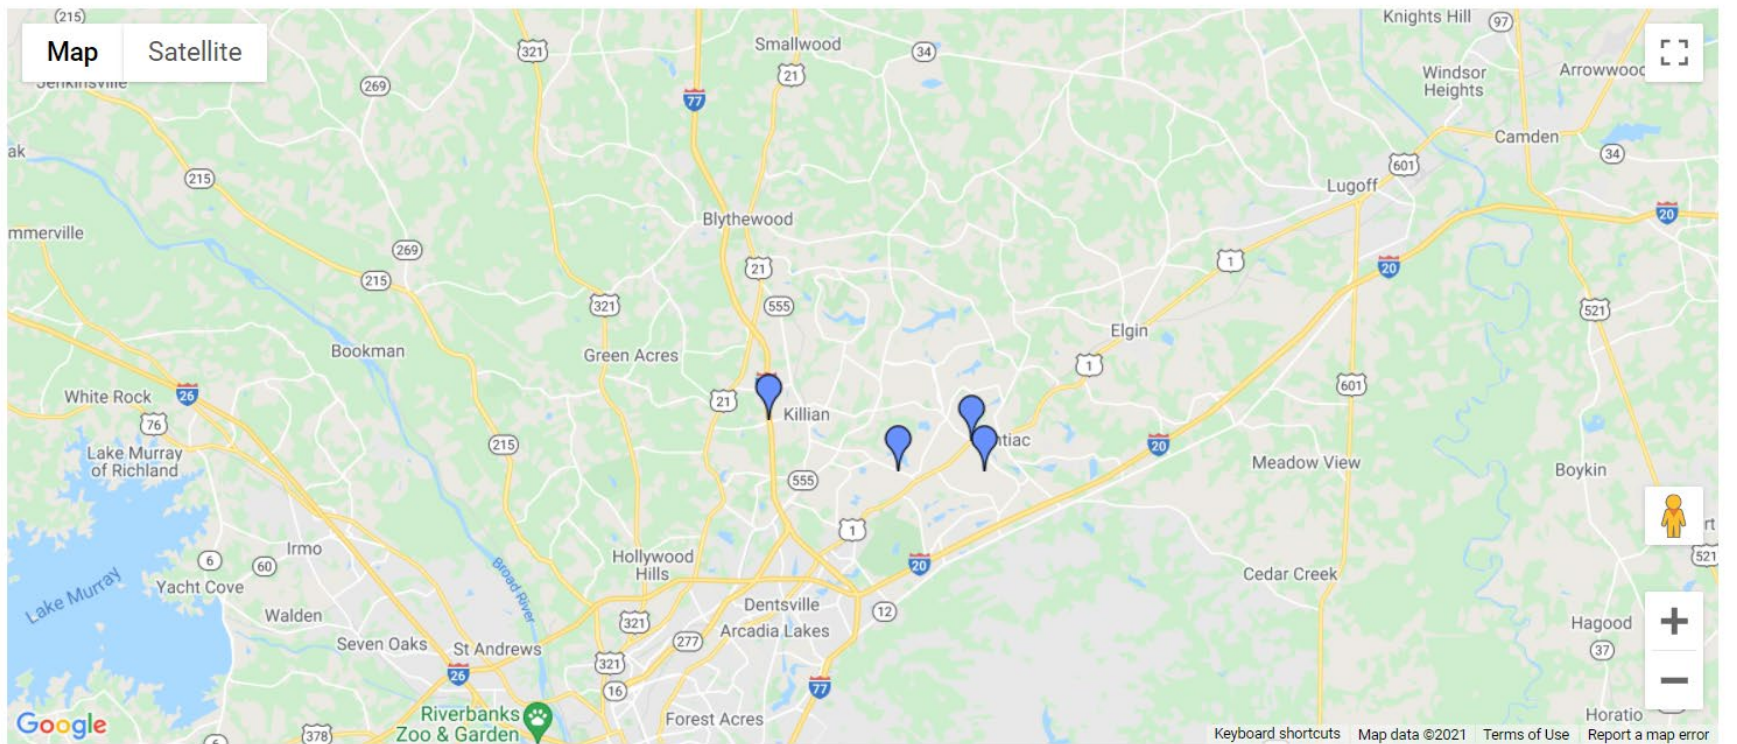 (215)
Knights Hill
97
Map
Satellite
321
Smallwood
34
21
269
Jenkinsville
77
Windsor
Heights
Arrowwood
Camden
34
601
215
Lugoff
20
Blythewood
mmerville
269
21
1
20
215
321
555
521
Elgin
Bookman
Green Acres
1
601
White Rock
26
21
Killian
76
215
ntiac
20
Lake Murray
of Richland
Meadow View
Boykin
555
1
rt
521
Irmo
6
60
Hollywood
Hills
20
Cedar Creek
Yacht Cove
Broad River
Lake Murray
Walden
Dentsville
12
321
Arcadia Lakes
Hagood
277
37
Seven Oaks
St Andrews
321
26
16
77
Riverbanks
Zoo & Garden
Forest Acres
Horatio
Google
378
6
Keyboard shortcuts
Map data ©2021
Terms of Use
Report a map error